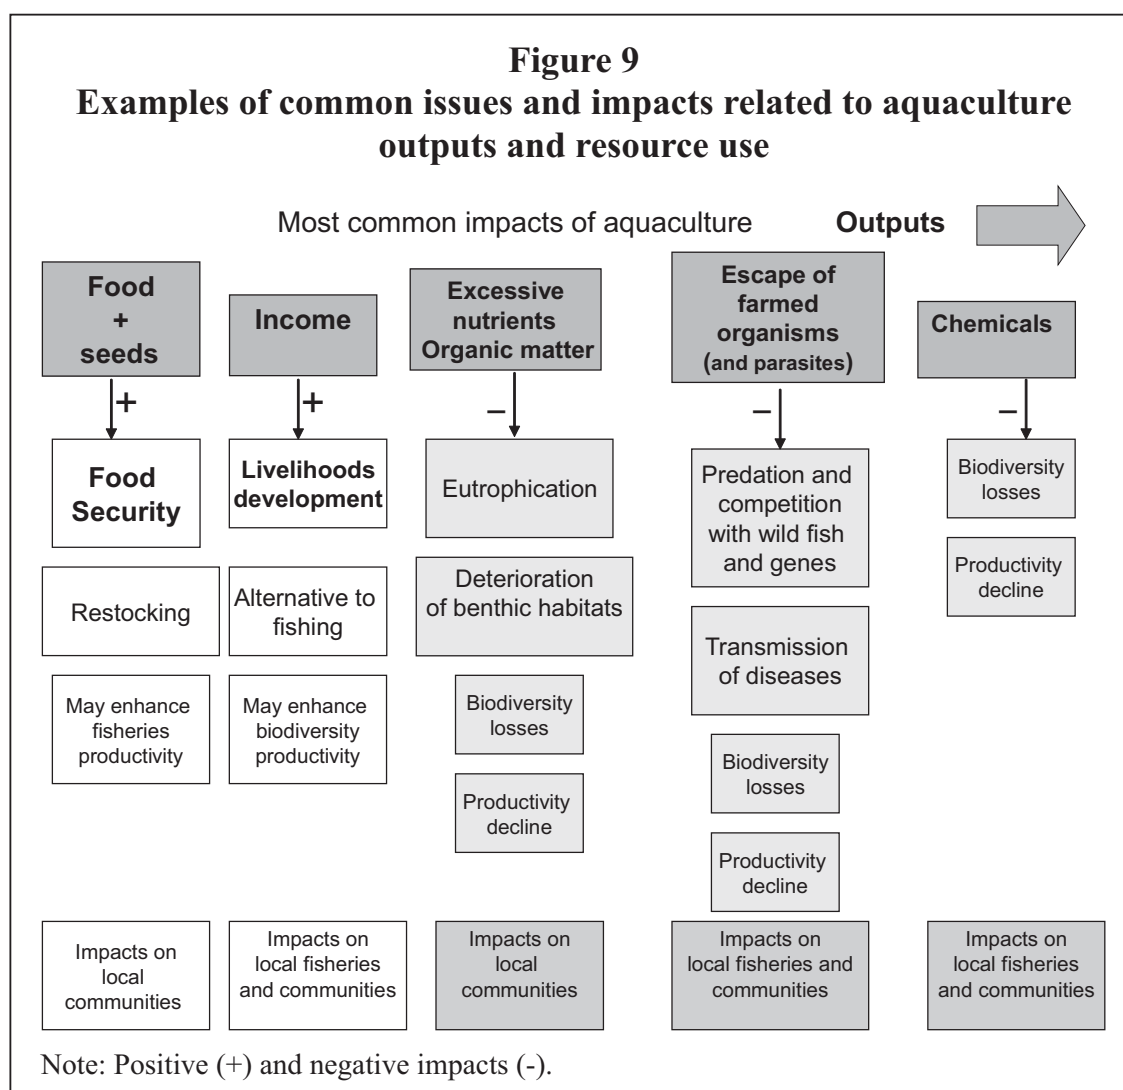 Figure 9
Examples of common issues and impacts related to aquaculture
outputs and resource use
Most common impacts of aquaculture Outputs
Food
+
seeds
Income
Excessive
nutrients
Organic matter
Escape of
farmed
organisms
(and parasites)
Chemicals
+
+
–
–
–
Food
Security
Livelihoods
development
Eutrophication
Predation and
competition
with wild fish
and genes
Biodiversity
losses
Restocking
Alternative to
fishing
Deterioration
of benthic habitats
Transmission
of diseases
Productivity
decline
May enhance
fisheries
productivity
May enhance
biodiversity
productivity
Biodiversity
losses
Productivity
decline
Biodiversity
losses
Productivity
decline
Impacts on
local
communities
Impacts on
local fisheries
and communities
Impacts on
local
communities
Impacts on
local fisheries and
communities
Impacts on
local fisheries
and communities
Note: Positive (+) and negative impacts (-).